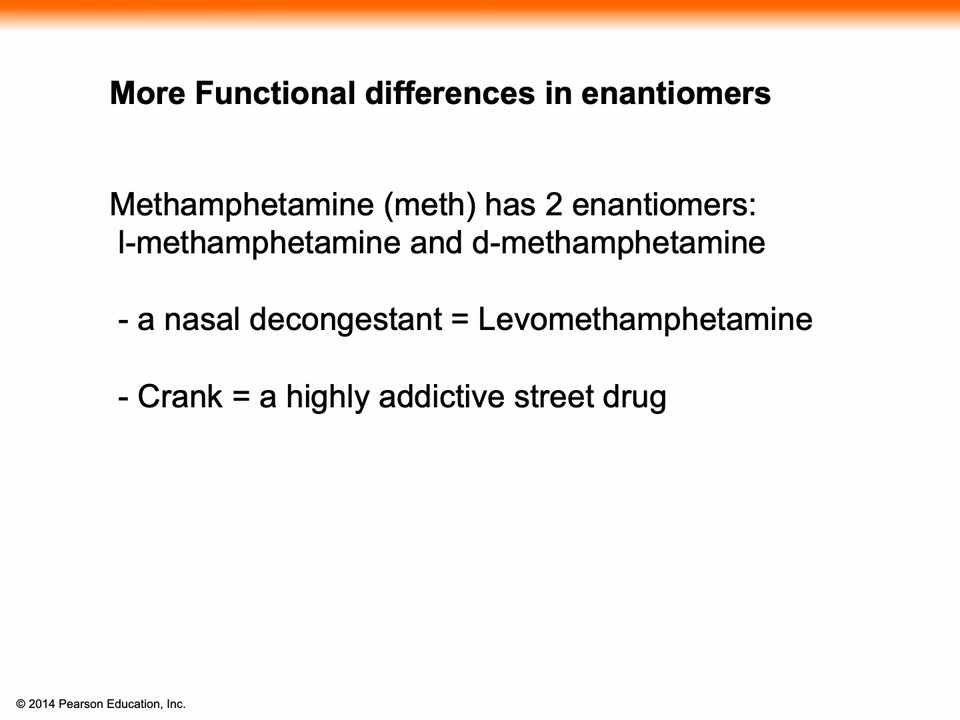 More Functional differences in enantiomers
Methamphetamine (meth) has 2 enantiomers:
l-methamphetamine and d-methamphetamine
- a nasal decongestant = Levomethamphetamine
- Crank = a highly addictive street drug
© 2014 Pearson Education, Inc.